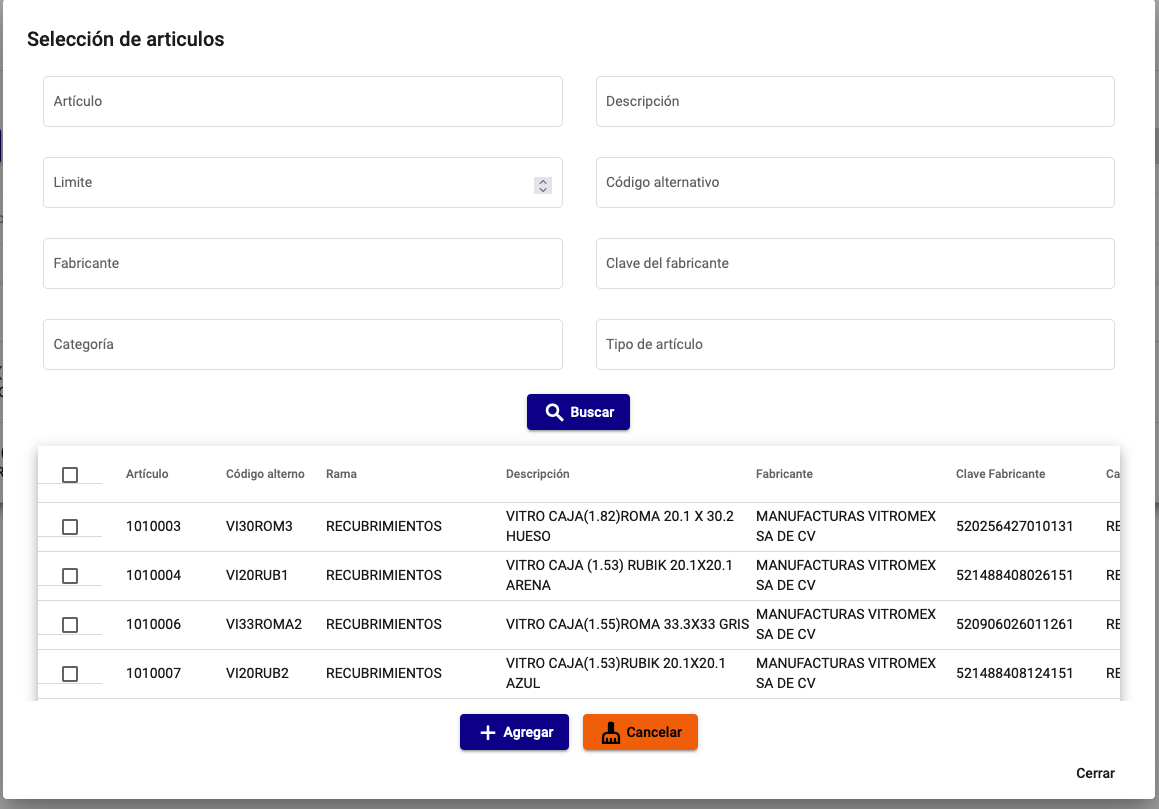 Selección de articulos
Artículo
Descripción
Limite
Código alternativo
Fabricante
Clave del fabricante
Categoría
Tipo de artículo
Buscar
Artículo Código alterno Rama Descripción Fabricante Clave Fabricante Ca
1010003 VI30ROM3 RECUBRIMIENTOS VITRO CAJA(1.82)ROMA 20.1 X 30.2 HUESO MANUFACTURAS VITROMEX SA DE CV 520256427010131 RE
1010004 VI20RUB1 RECUBRIMIENTOS VITRO CAJA (1.53) RUBIK 20.1X20.1 ARENA MANUFACTURAS VITROMEX SA DE CV 521488408026151 RE
1010006 VI33ROMA2 RECUBRIMIENTOS VITRO CAJA(1.55)ROMA 33.3X33 GRIS MANUFACTURAS VITROMEX SA DE CV 520906026011261 RE
1010007 VI20RUB2 RECUBRIMIENTOS VITRO CAJA(1.53)RUBIK 20.1X20.1 AZUL MANUFACTURAS VITROMEX SA DE CV 521488408124151 RE
Agregar
Cancelar
Cerrar